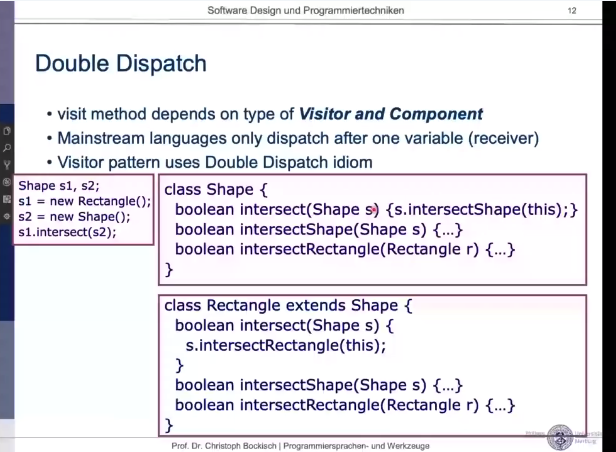 Software Design und Programmiertechniken
12
Double Dispatch
• visit method depends on type of Visitor and Component
• Mainstream languages only dispatch after one variable (receiver)
• Visitor pattern uses Double Dispatch idiom
Shape s1, s2;
s1 = new Rectangle();
s2 = new Shape();
s1.intersect(s2);
class Shape {
boolean intersect(Shape s) {s.intersectShape(this);}
boolean intersectShape(Shape s) {...}
boolean intersectRectangle(Rectangle r) {...}
}
class Rectangle extends Shape {
boolean intersect(Shape s) {
s.intersectRectangle(this);
}
boolean intersectShape(Shape s) {...}
boolean intersectRectangle(Rectangle r) {...}
}
Prof. Dr. Christoph Bockisch | Programmiersprachen- und Werkzeuge